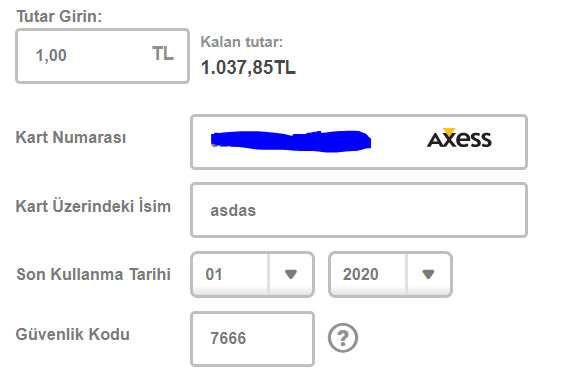 Tutar Girin:
1,00 TL
Kalan tutar:
1.037,85TL
Kart Numarası
AXess
Kart Üzerindeki İsim
asdas
Son Kullanma Tarihi
01
2020
Güvenlik Kodu
7666
?